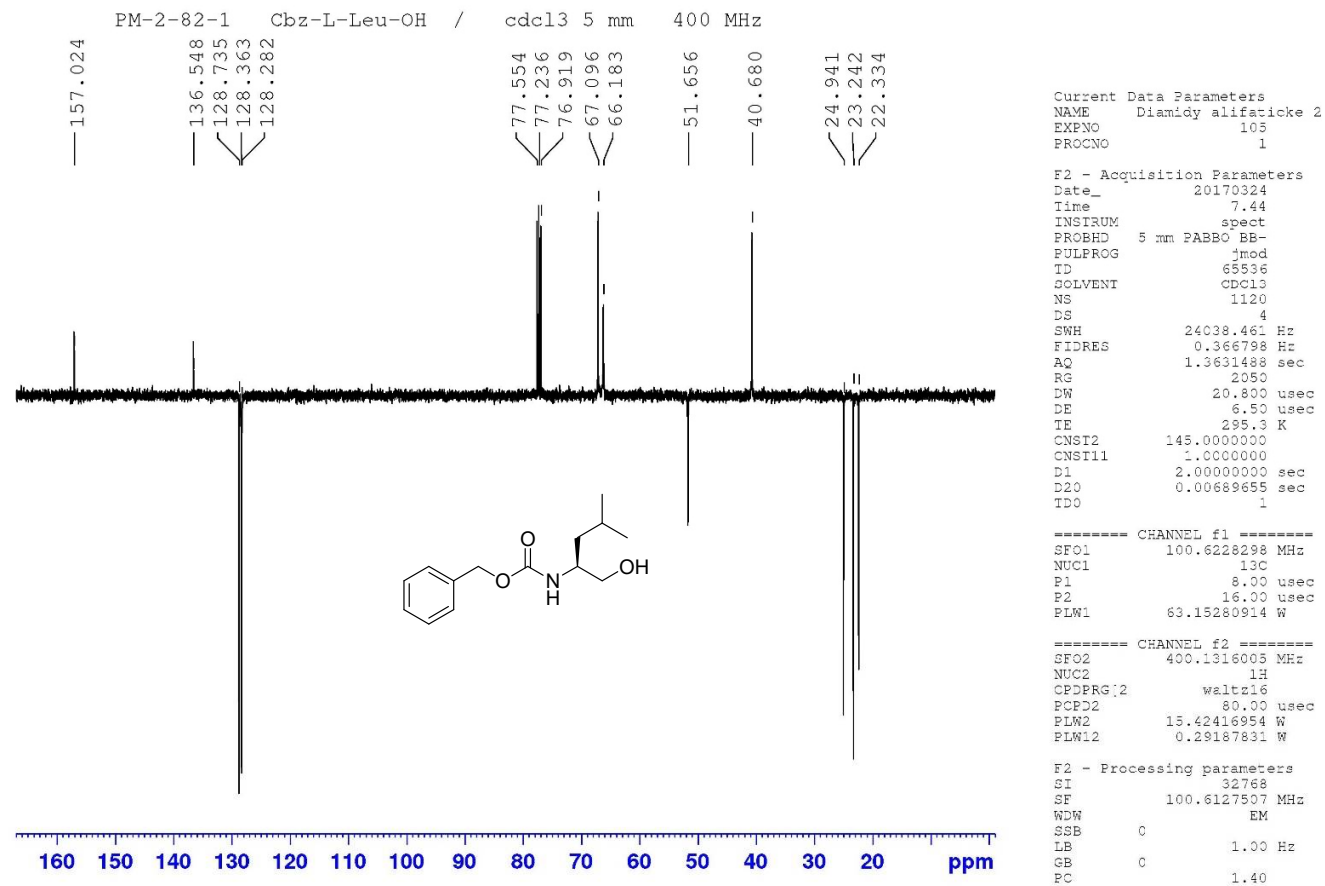 PM-2-82-1 Cbz-L-Leu-OH / cdcl3 5 mm 400 MHz
157.024
136.548
128.735
128.363
128.282
77.554
77.236
76.919
67.096
66.183
51.656
40.680
24.941
23.242
22.334
O
O
N
H
OH
160 150 140 130 120 110 100 90 80 70 60 50 40 30 20 ppm
Current Data Parameters
NAME Diamidy alifaticke 2
EXPNO 105
PROCNO 1
F2 - Acquisition Parameters
Date_ 20170324
Time 7.44
INSTRUM spect
PROBHD 5 mm PABBO BB-
PULPROG jmod
TD 65536
SOLVENT CDCl3
NS 1120
DS 4
SWH 24038.461 Hz
FIDRES 0.366798 Hz
AQ 1.3631488 sec
RG 2050
DW 20.800 usec
DE 6.50 usec
TE 295.3 K
CNST2 145.0000000
CNST11 1.0000000
D1 2.00000000 sec
D20 0.00689655 sec
TD0 1
======== CHANNEL f1 ========
SFO1 100.6228298 MHz
NUC1 13C
P1 8.00 usec
P2 16.00 usec
PLW1 63.15280914 W
======== CHANNEL f2 ========
SFO2 400.1316005 MHz
NUC2 1H
CPDPRG[2 waltz16
PCPD2 80.00 usec
PLW2 15.42416954 W
PLW12 0.29187831 W
F2 - Processing parameters
SI 32768
SF 100.6127507 MHz
WDW EM
SSB 0
LB 1.00 Hz
GB 0
PC 1.40